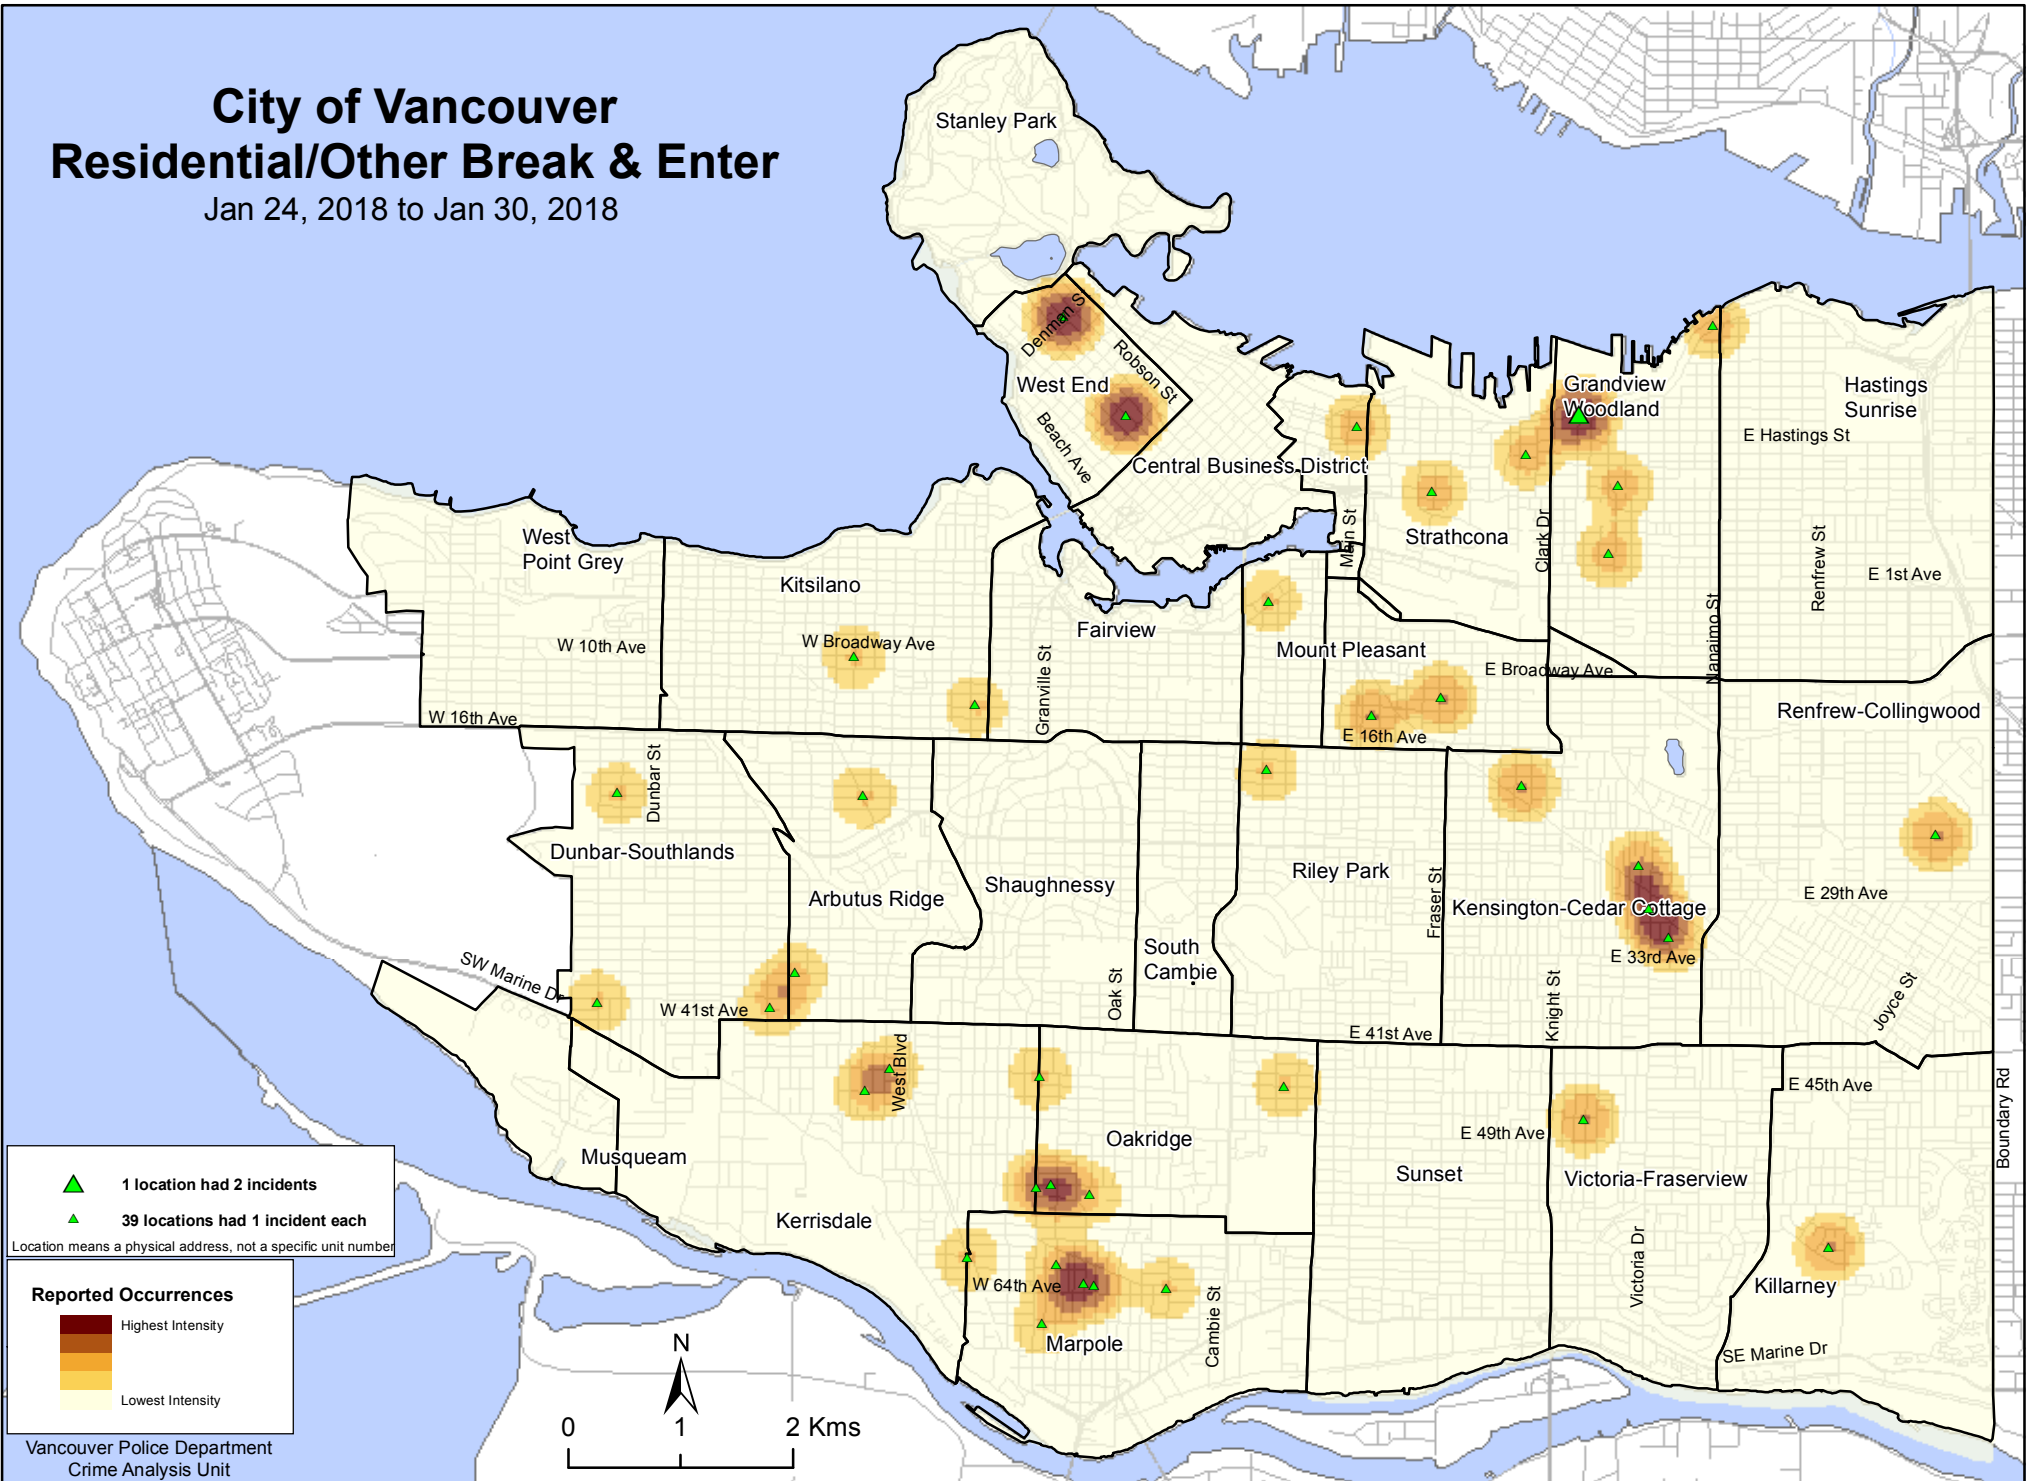 City of Vancouver
Residential/Other Break & Enter
Jan 24, 2018 to Jan 30, 2018
Stanley Park
Denman St
Robson St
West End
Beach Ave
Central Business District
Grandview
Woodland
Hastings
Sunrise
E Hastings St
Main St
Strathcona
Clark Dr
Nanaimo St
Renfrew St
E 1st Ave
West
Point Grey
Kitsilano
W 10th Ave
W Broadway Ave
Fairview
Granville St
Mount Pleasant
E Broadway Ave
W 16th Ave
E 16th Ave
Renfrew-Collingwood
Dunbar St
Dunbar-Southlands
Arbutus Ridge
Shaughnessy
Riley Park
Fraser St
Kensington-Cedar Cottage
E 29th Ave
South
Cambie
E 33rd Ave
SW Marine Dr
W 41st Ave
Oak St
E 41st Ave
Knight St
Joyce St
West Blvd
E 45th Ave
Boundary Rd
Oakridge
E 49th Ave
Musqueam
Sunset
Victoria-Fraserview
Kerrisdale
W 64th Ave
Victoria Dr
Killarney
Marpole
Cambie St
SE Marine Dr
1 location had 2 incidents
39 locations had 1 incident each
Location means a physical address, not a specific unit number
Reported Occurrences
Highest Intensity
Lowest Intensity
Vancouver Police Department
Crime Analysis Unit
N
0 1 2 Kms